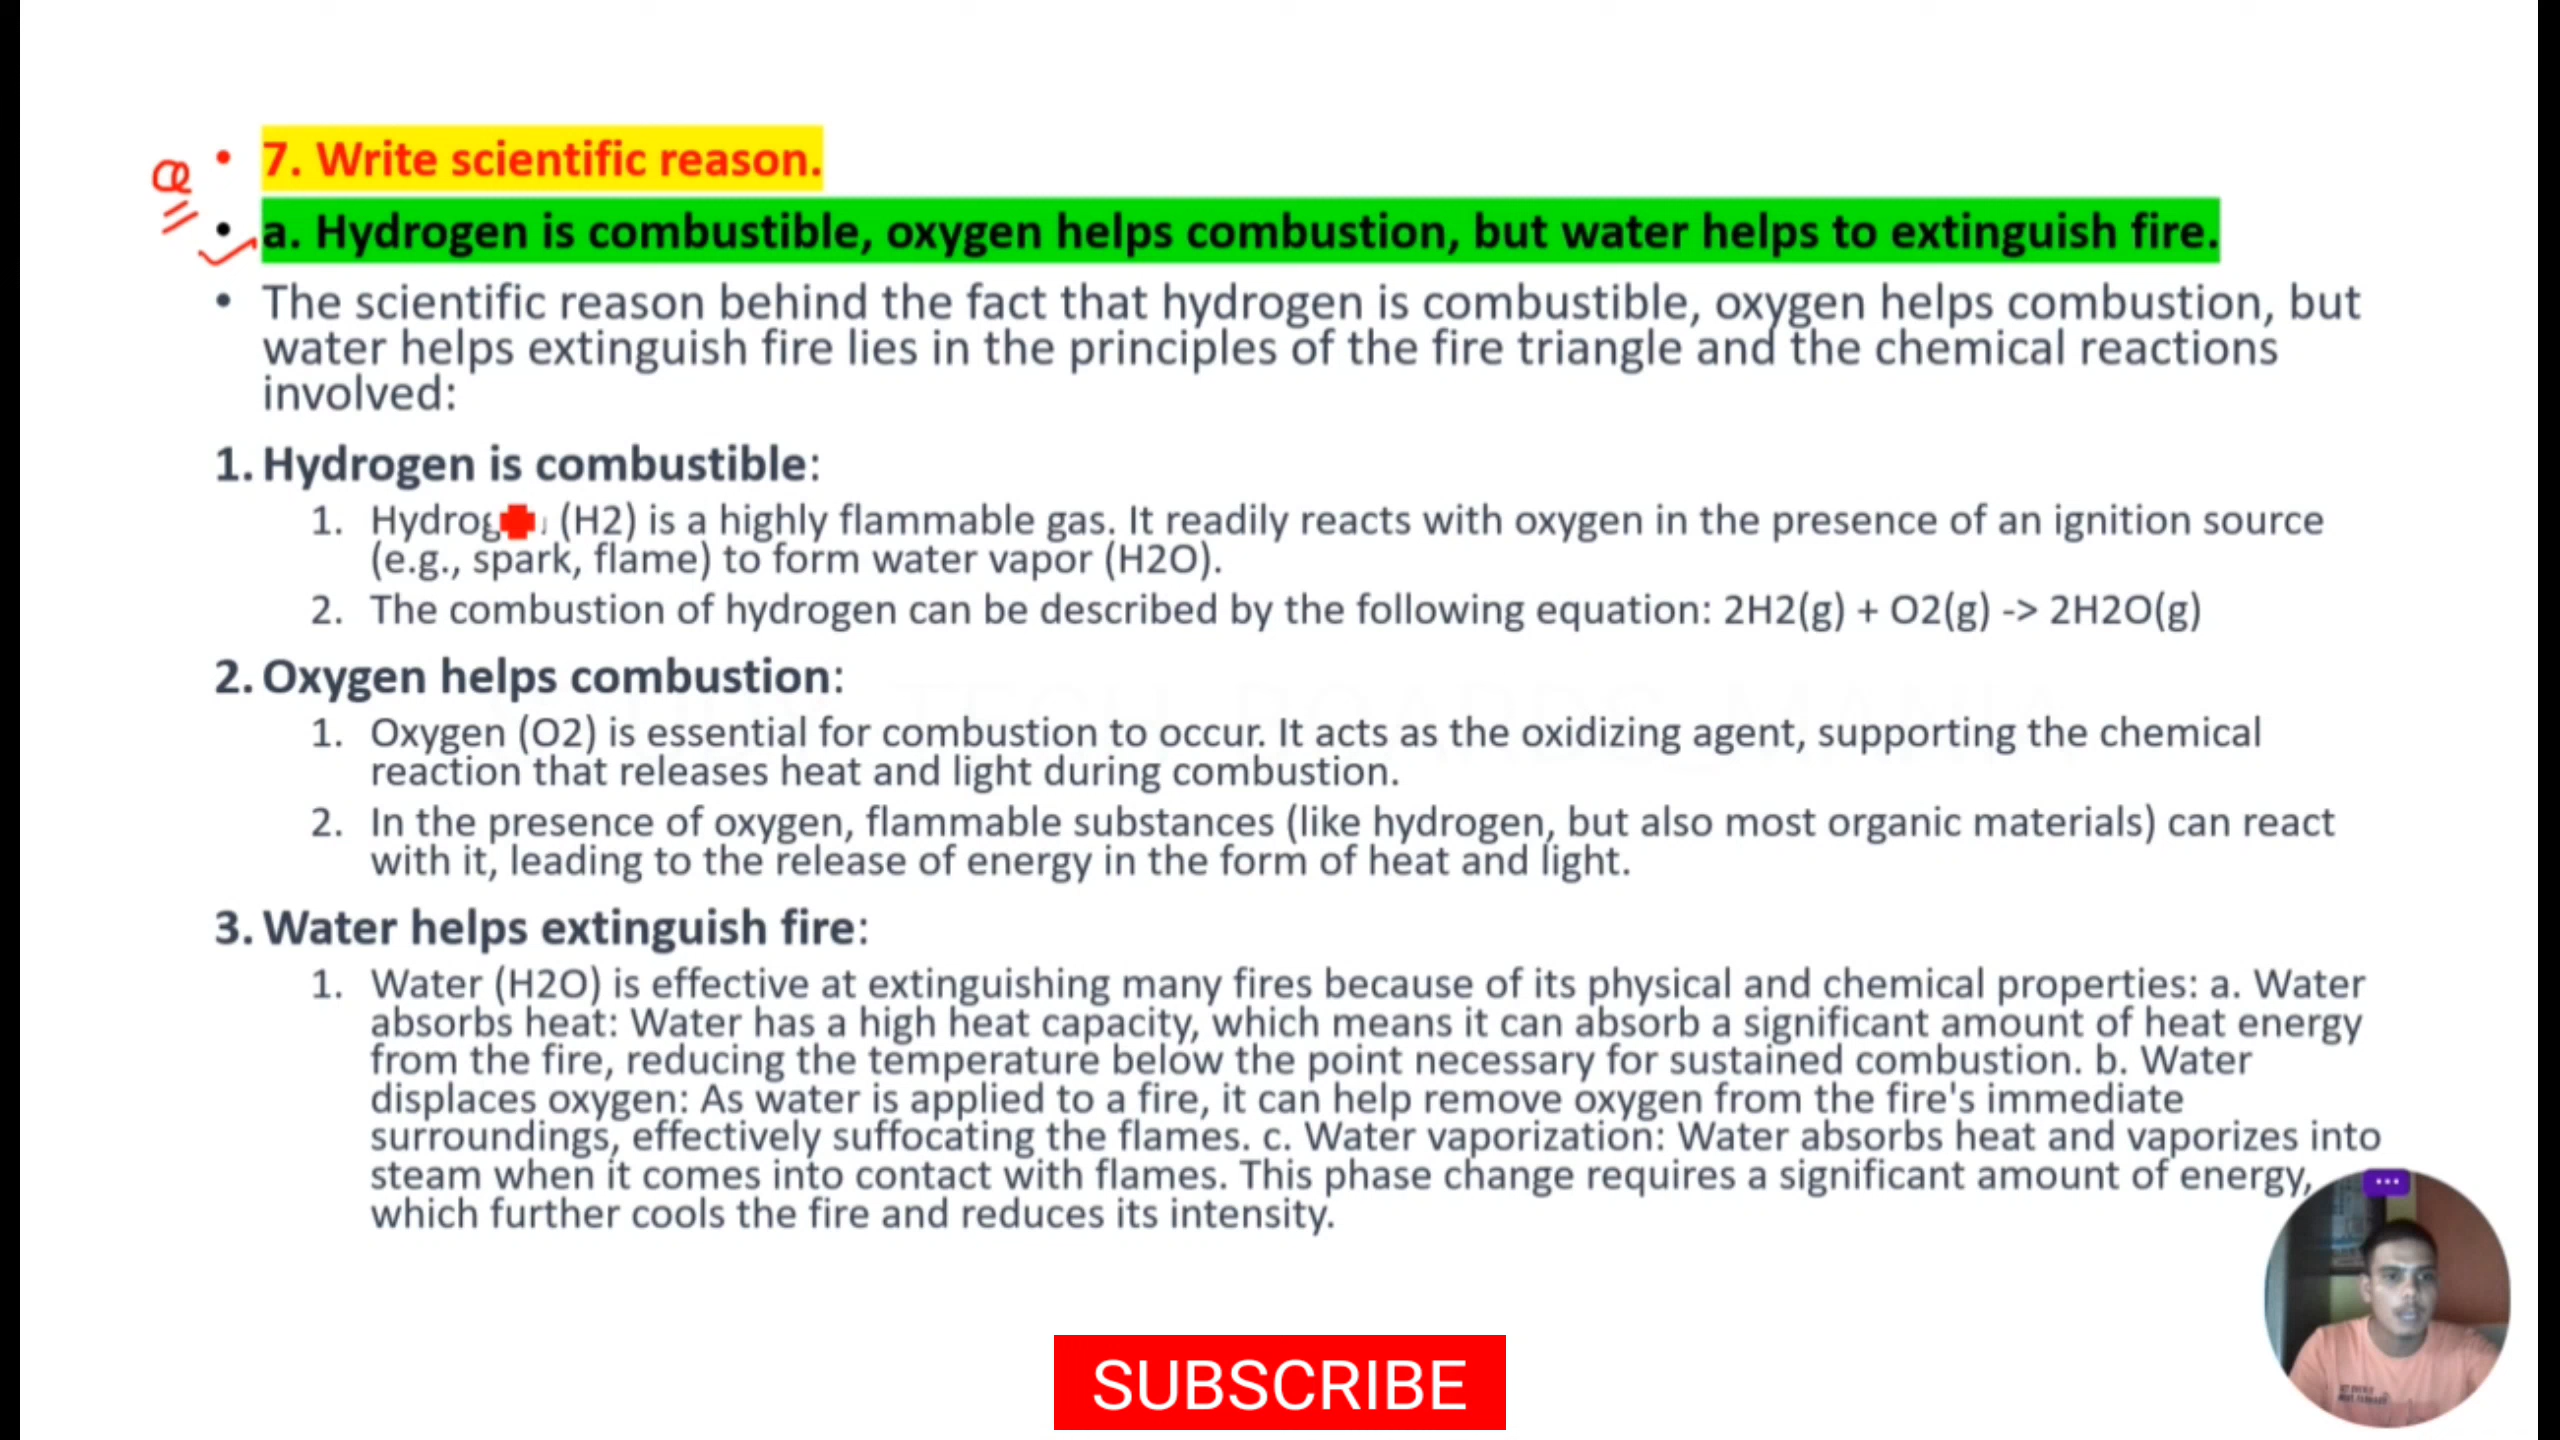 • 7. Write scientific reason.
• a. Hydrogen is combustible, oxygen helps combustion, but water helps to extinguish fire.
• The scientific reason behind the fact that hydrogen is combustible, oxygen helps combustion, but
water helps extinguish fire lies in the principles of the fire triangle and the chemical reactions
involved:
1. Hydrogen is combustible:
1. (H2) is a highly flammable gas. It readily reacts with oxygen in the presence of an ignition source
(e.g., spark, flame) to form water vapor (H2O).
2. The combustion of hydrogen can be described by the following equation: 2H2(g) + O2(g) -> 2H2O(g)
2. Oxygen helps combustion:
1. Oxygen (O2) is essential for combustion to occur. It acts as the oxidizing agent, supporting the chemical
reaction that releases heat and light during combustion.
2. In the presence of oxygen, flammable substances (like hydrogen, but also most organic materials) can react
with it, leading to the release of energy in the form of heat and light.
3. Water helps extinguish fire:
1. Water (H2O) is effective at extinguishing many fires because of its physical and chemical properties: a. Water
absorbs heat: Water has a high heat capacity, which means it can absorb a significant amount of heat energy
from the fire, reducing the temperature below the point necessary for sustained combustion. b. Water
displaces oxygen: As water is applied to a fire, it can help remove oxygen from the fire's immediate
surroundings, effectively suffocating the flames. c. Water vaporization: Water absorbs heat and vaporizes into
steam when it comes into contact with flames. This phase change requires a significant amount of energy,
which further cools the fire and reduces its intensity.
SUBSCRIBE